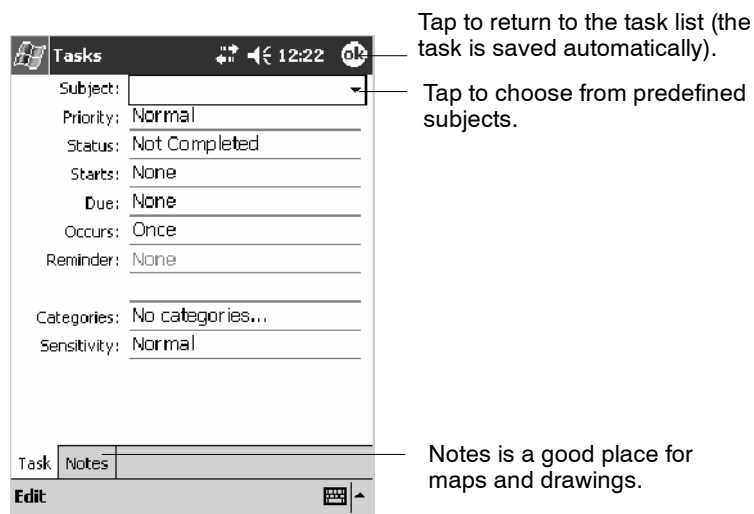 Tap to return to the task list (the
task is saved automatically).
Tasks 12:22 ok
Subject:
Tap to choose from predefined
subjects.
Priority: Normal
Status: Not Completed
Starts: None
Due: None
Occurs: Once
Reminder: None
Categories: No categories...
Sensitivity: Normal
Notes is a good place for
maps and drawings.
Task Notes
Edit